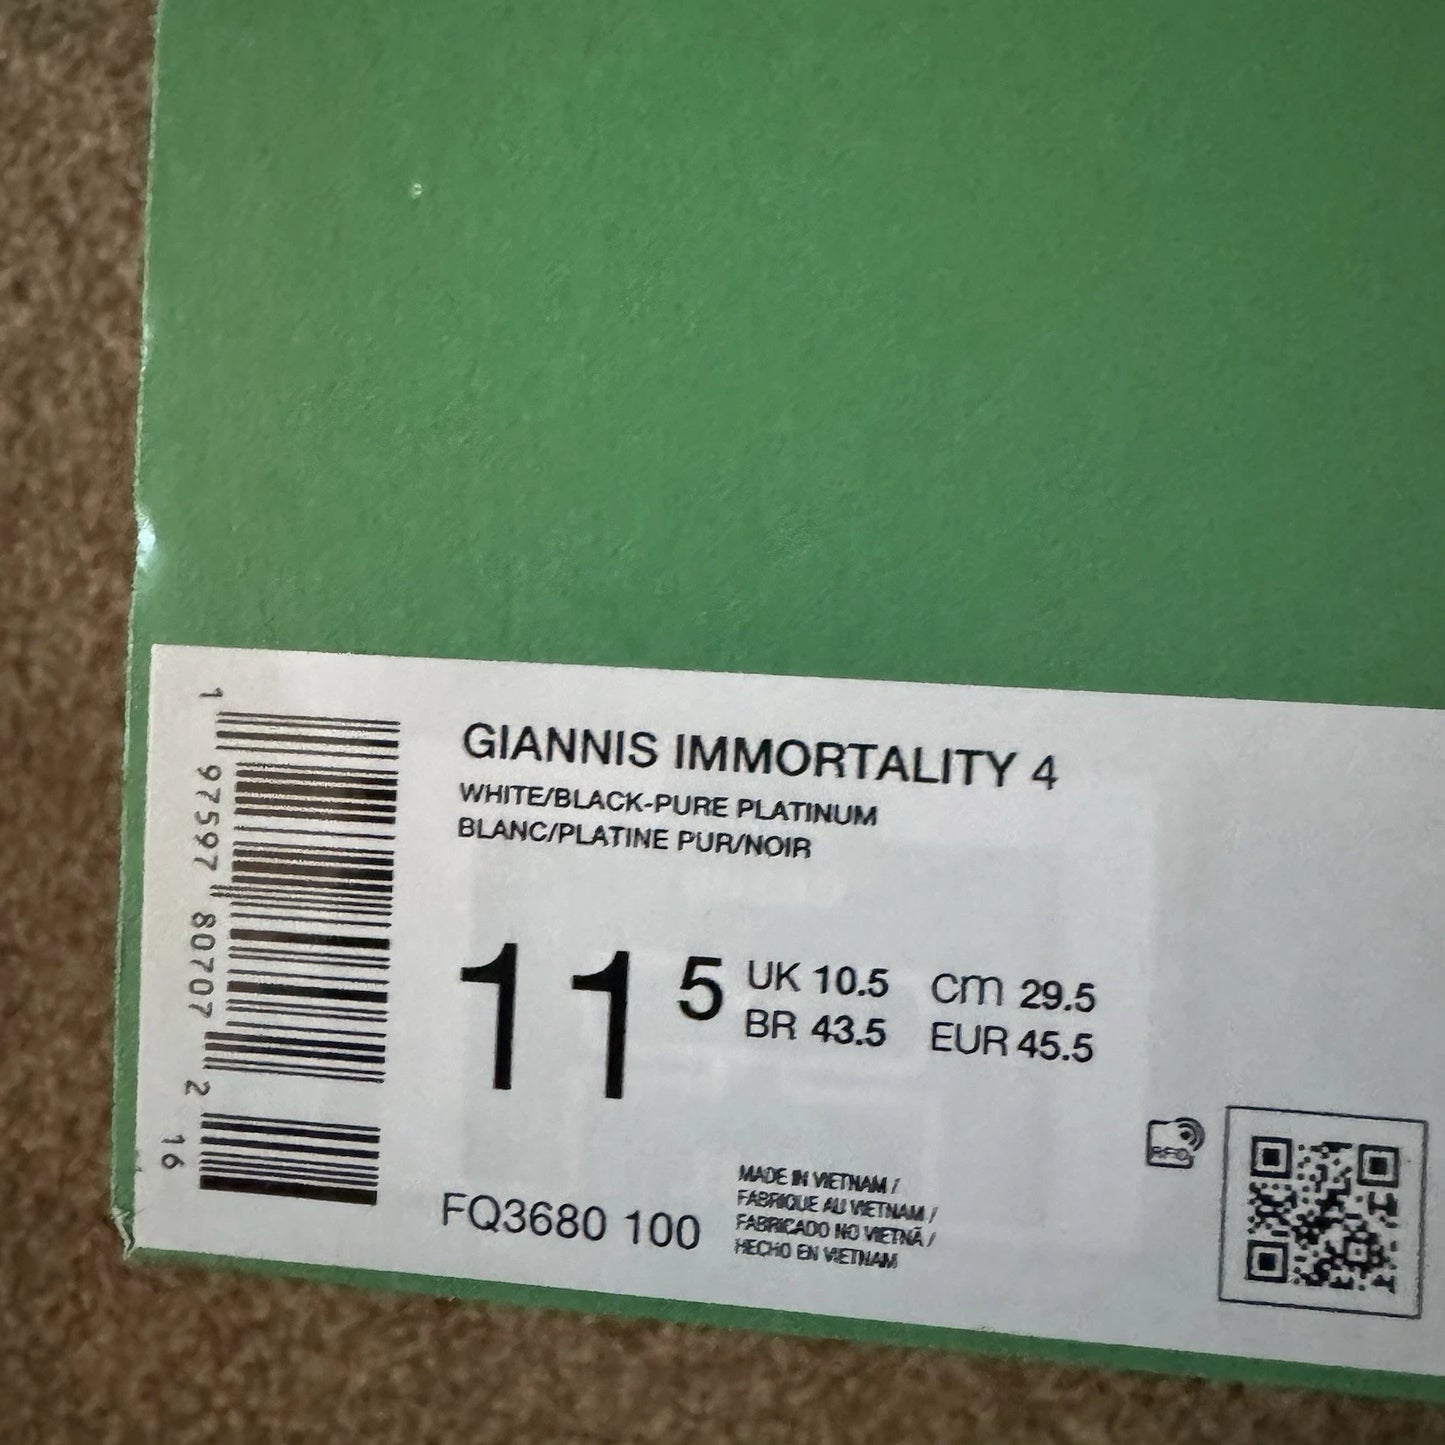 GIANNIS IMMORTALITY 4
WHITE/BLACK-PURE PLATINUM
BLANC/PLATINE PUR/NOIR
11 5
UK 10.5 cm 29.5
BR 43.5 EUR 45.5
FQ3680 100
MADE IN VIETNAM /
FABRIQUE AU VIETNAM /
FABRICADO NO VIETNÃ /
HECHO EN VIETNAM
RFID
1 97597 80707 2
16